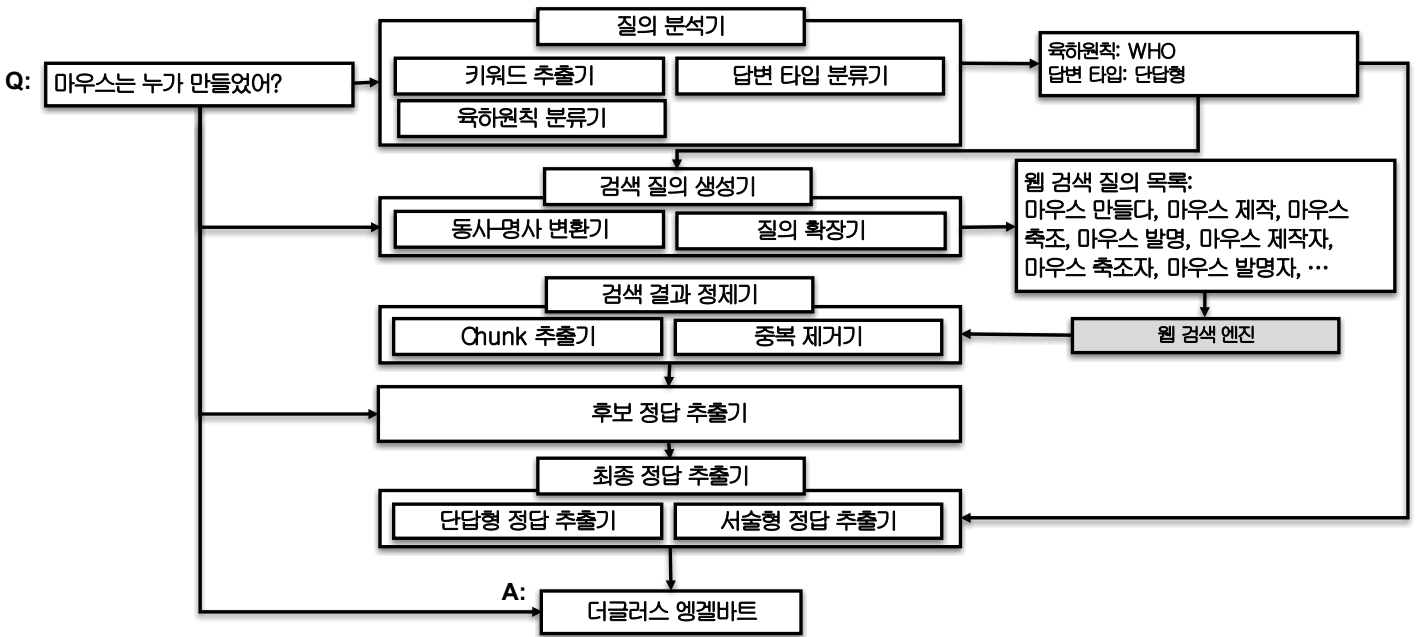 질의 분석기
Q:
마우스는 누가 만들었어?
키워드 추출기
답변 타입 분류기
육하원칙 분류기
육하원칙: WHO
답변 타입: 단답형
검색 질의 생성기
동사-명사 변환기
질의 확장기
웹 검색 질의 목록:
마우스 만들다, 마우스 제작, 마우스
축조, 마우스 발명, 마우스 제작자,
마우스 축조자, 마우스 발명자, …
검색 결과 정제기
Chunk 추출기
중복 제거기
웹 검색 엔진
후보 정답 추출기
최종 정답 추출기
단답형 정답 추출기
서술형 정답 추출기
A:
더글러스 엥겔바트